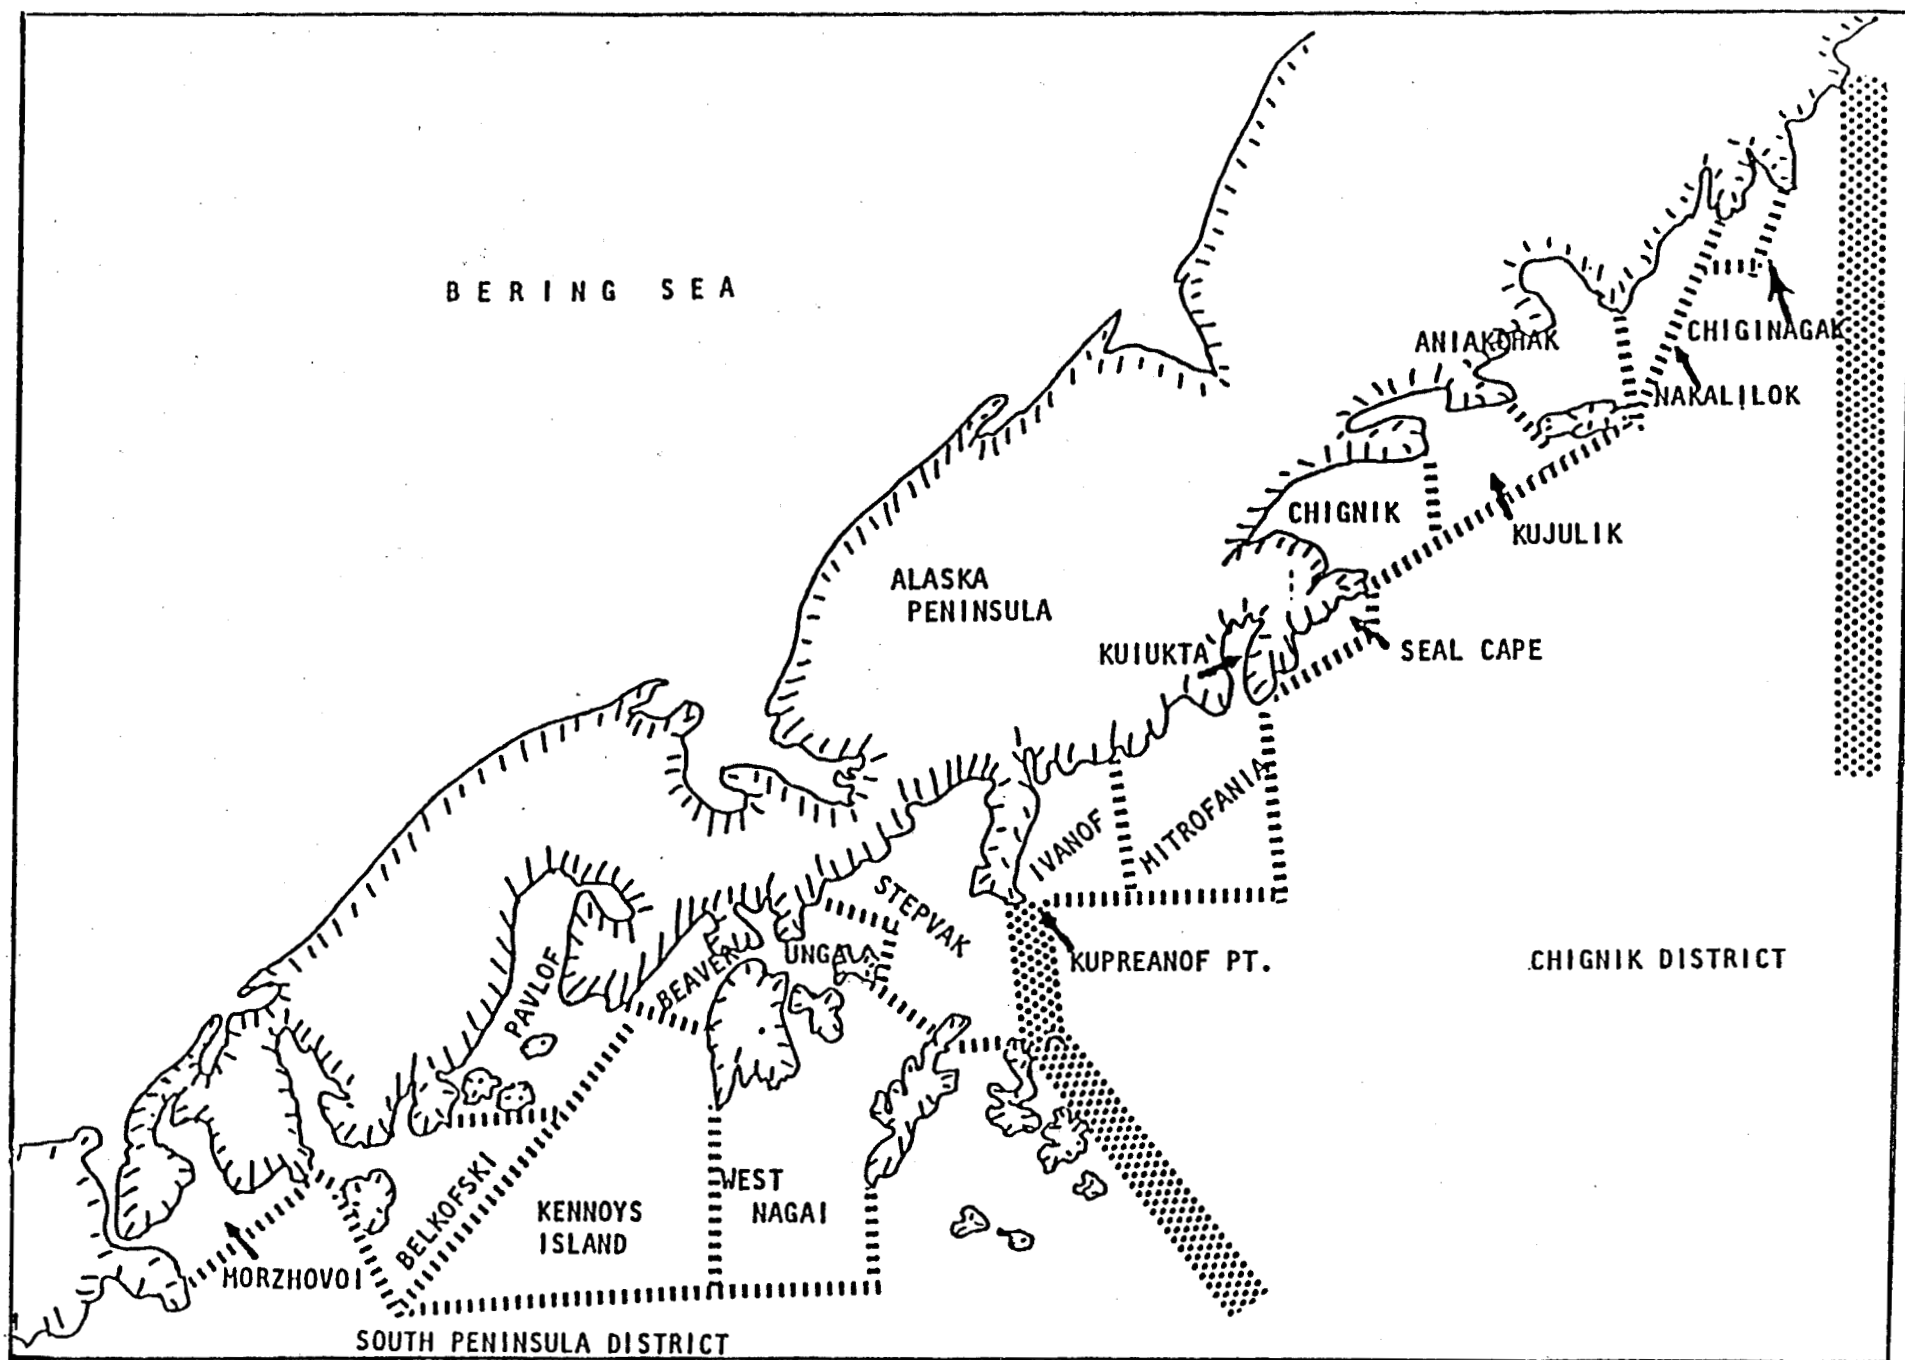 BERING SEA
CHIGINAGAK
ANIAKCHAK
NAKALILOK
CHIGNIK
KUJULIK
ALASKA
PENINSULA
KUIUKTA
SEAL CAPE
IVANOF
MITROFANIA
STEPVAK
UNGA
BEAVER
PAVLOF
KUPREANOF PT.
CHIGNIK DISTRICT
BELKOFSKI
KENNOYS
ISLAND
WEST
NAGAI
MORZHOVOI
SOUTH PENINSULA DISTRICT